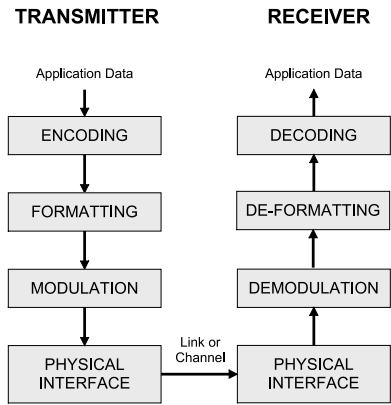 TRANSMITTER
Application Data
ENCODING
FORMATTING
MODULATION
PHYSICAL
INTERFACE
Link or
Channel
RECEIVER
Application Data
DECODING
DE-FORMATTING
DEMODULATION
PHYSICAL
INTERFACE